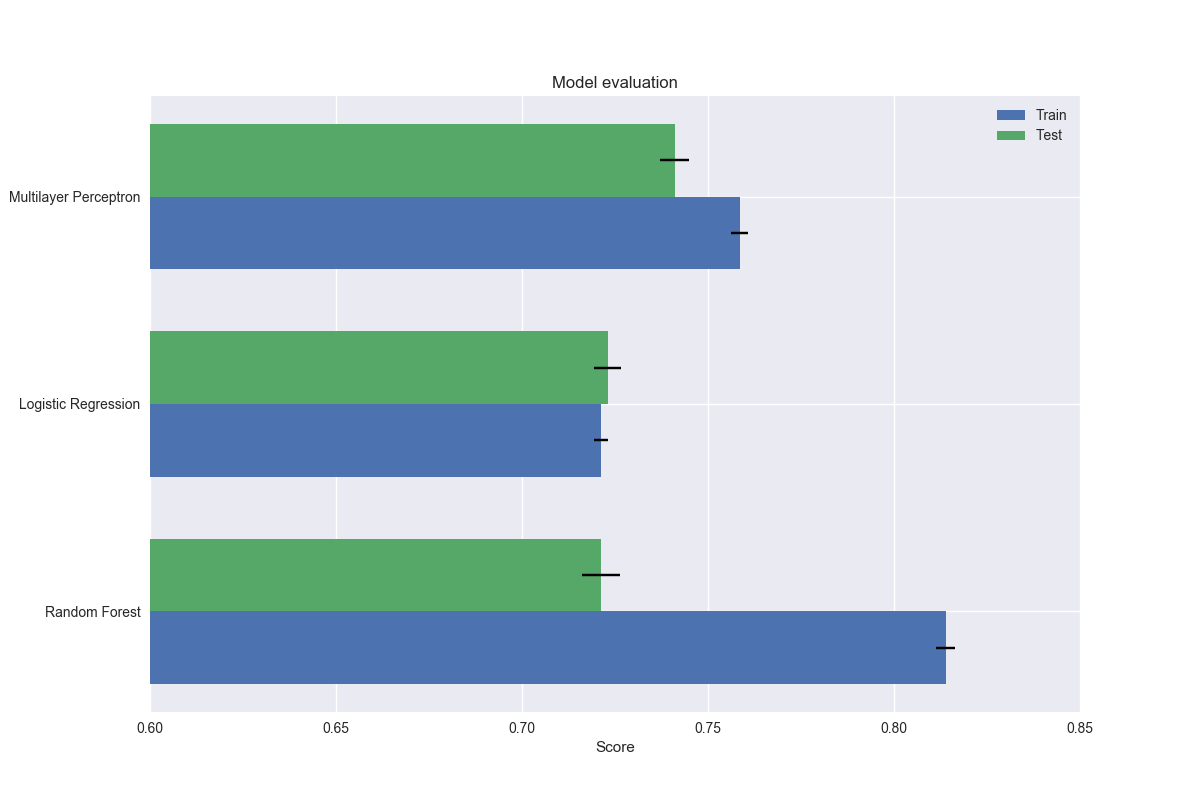 Model evaluation
Train
Test
Multilayer Perceptron
Logistic Regression
Random Forest
0.60 0.65 0.70 0.75 0.80 0.85
Score